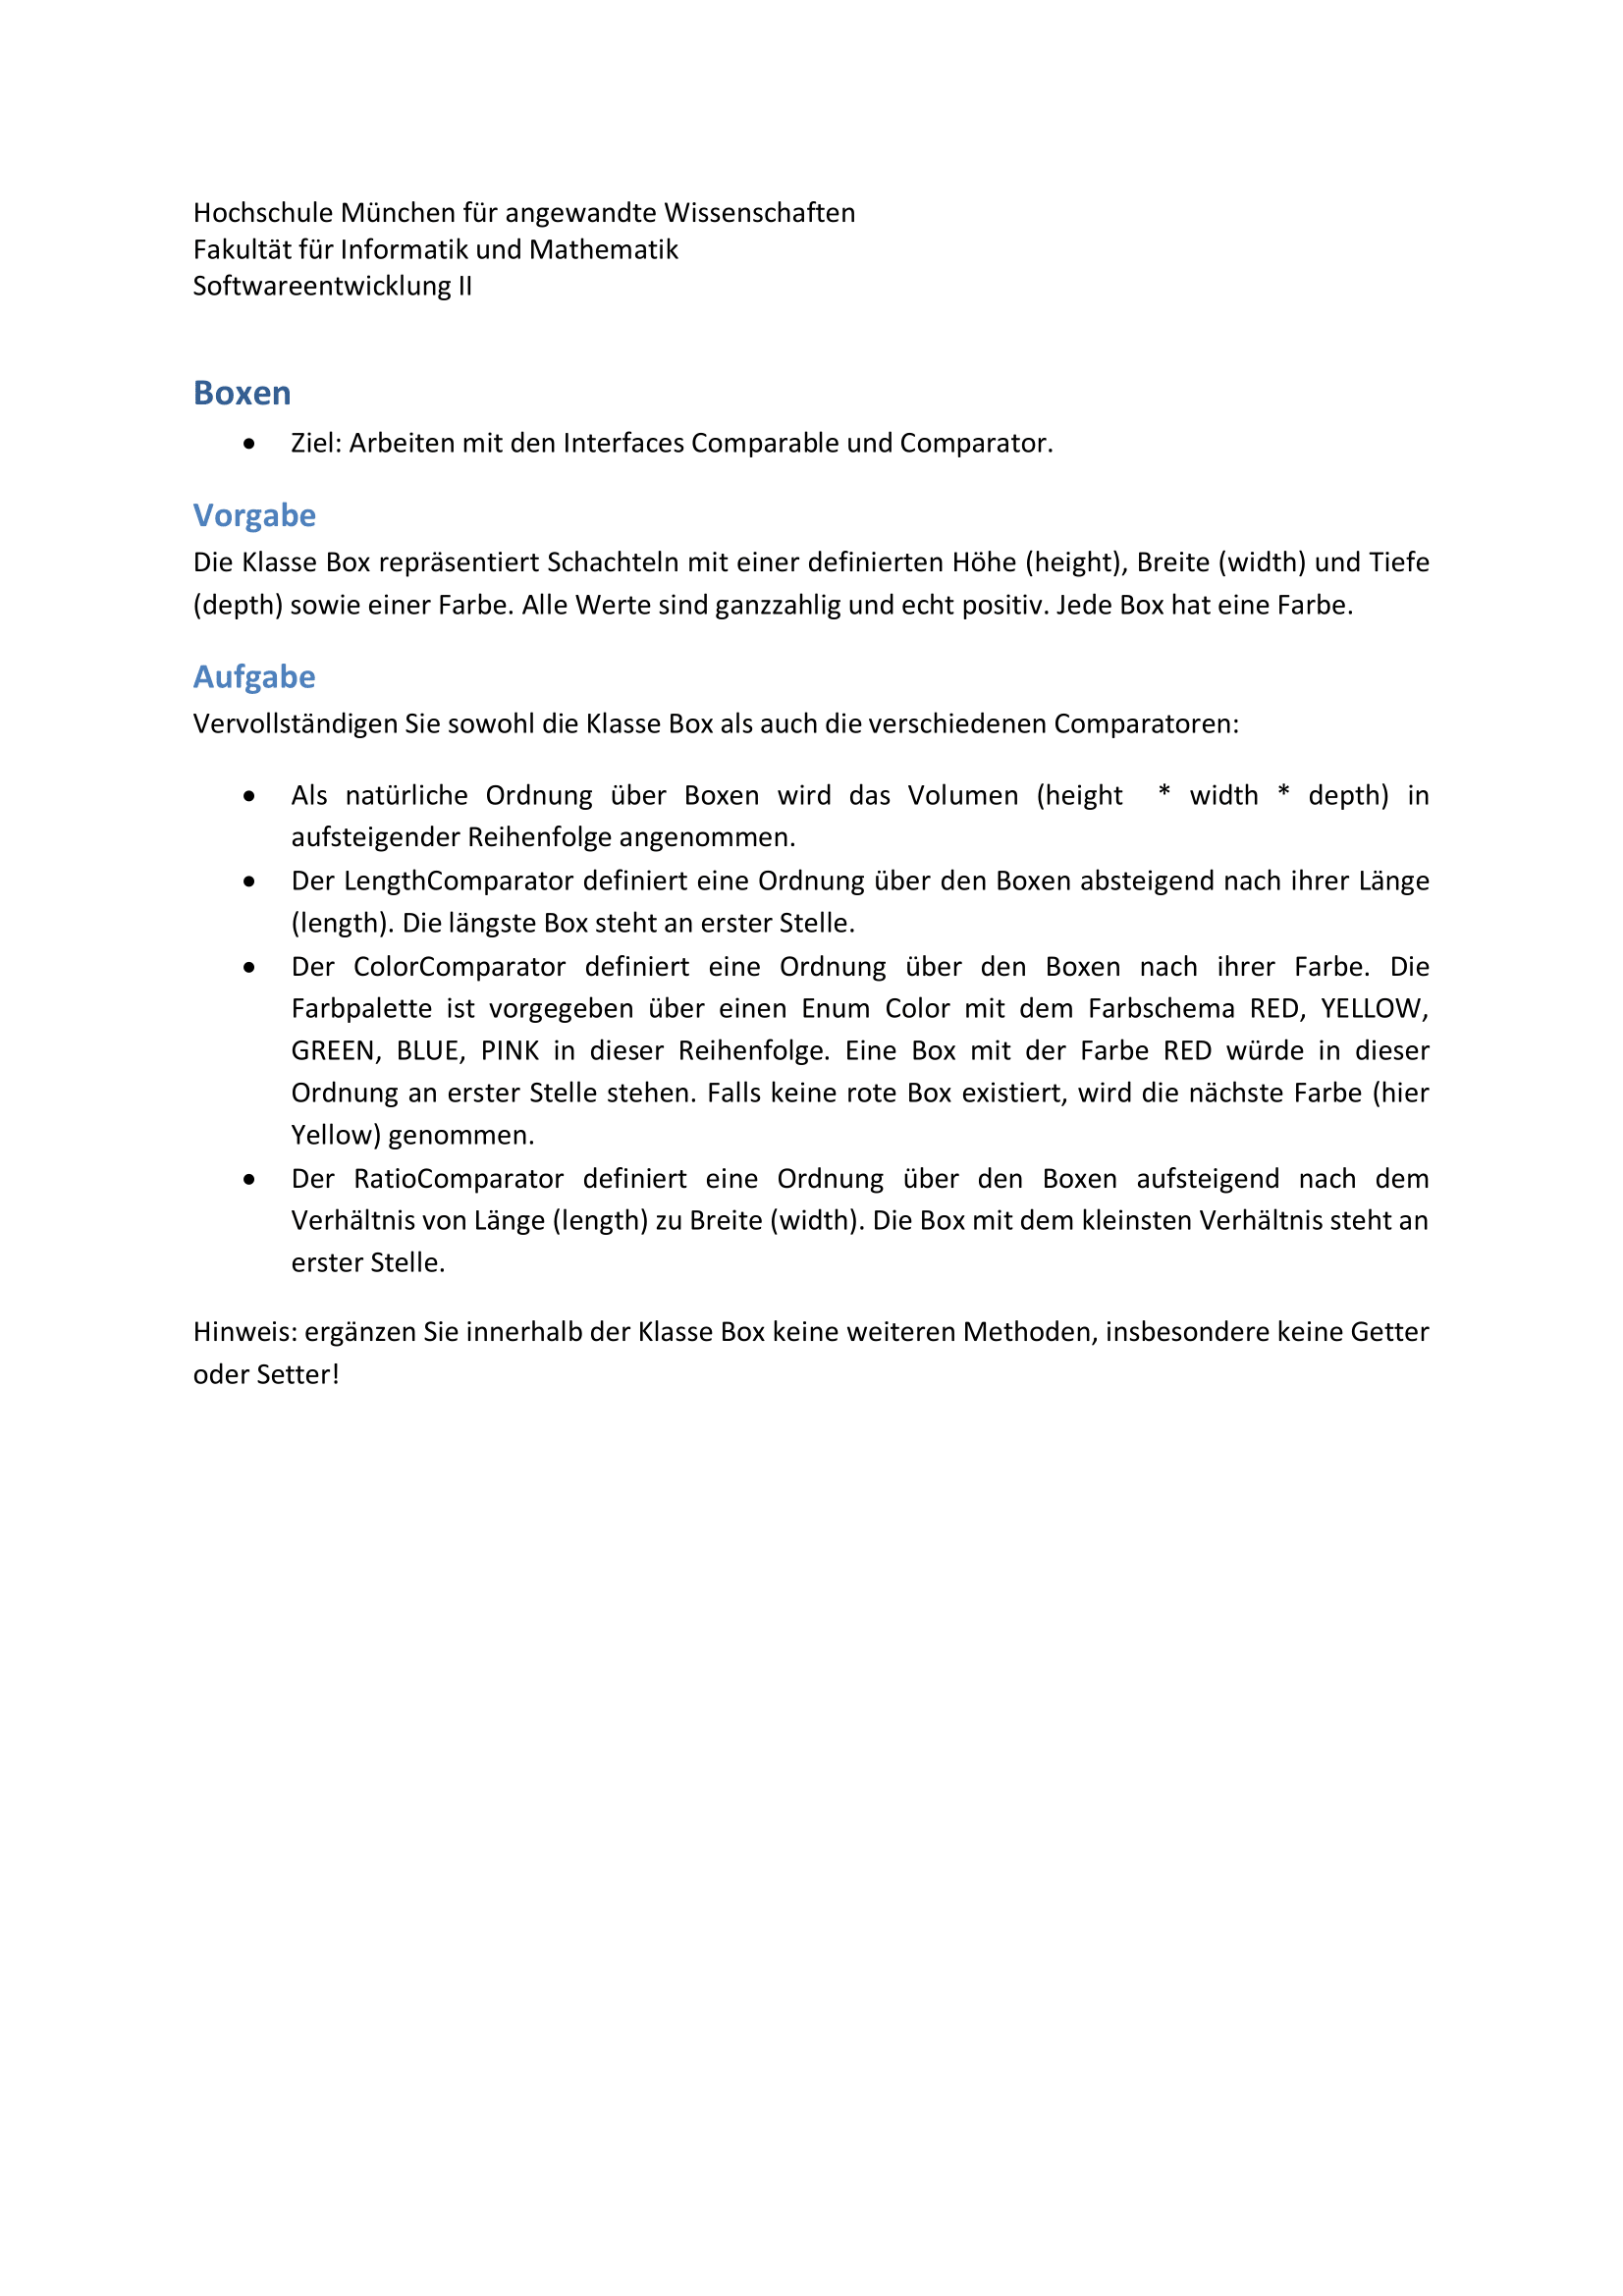 Hochschule München für angewandte Wissenschaften
Fakultät für Informatik und Mathematik
Softwareentwicklung II
Boxen
• Ziel: Arbeiten mit den Interfaces Comparable und Comparator.
Vorgabe
Die Klasse Box repräsentiert Schachteln mit einer definierten Höhe (height), Breite (width) und Tiefe
(depth) sowie einer Farbe. Alle Werte sind ganzzahlig und echt positiv. Jede Box hat eine Farbe.
Aufgabe
Vervollständigen Sie sowohl die Klasse Box als auch die verschiedenen Comparatoren:
• Als natürliche Ordnung über Boxen wird das Volumen (height * width * depth) in
aufsteigender Reihenfolge angenommen.
• Der LengthComparator definiert eine Ordnung über den Boxen absteigend nach ihrer Länge
(length). Die längste Box steht an erster Stelle.
• Der ColorComparator definiert eine Ordnung über den Boxen nach ihrer Farbe. Die
Farbpalette ist vorgegeben über einen Enum Color mit dem Farbschema RED, YELLOW,
GREEN, BLUE, PINK in dieser Reihenfolge. Eine Box mit der Farbe RED würde in dieser
Ordnung an erster Stelle stehen. Falls keine rote Box existiert, wird die nächste Farbe (hier
Yellow) genommen.
• Der RatioComparator definiert eine Ordnung über den Boxen aufsteigend nach dem
Verhältnis von Länge (length) zu Breite (width). Die Box mit dem kleinsten Verhältnis steht an
erster Stelle.
Hinweis: ergänzen Sie innerhalb der Klasse Box keine weiteren Methoden, insbesondere keine Getter
oder Setter!